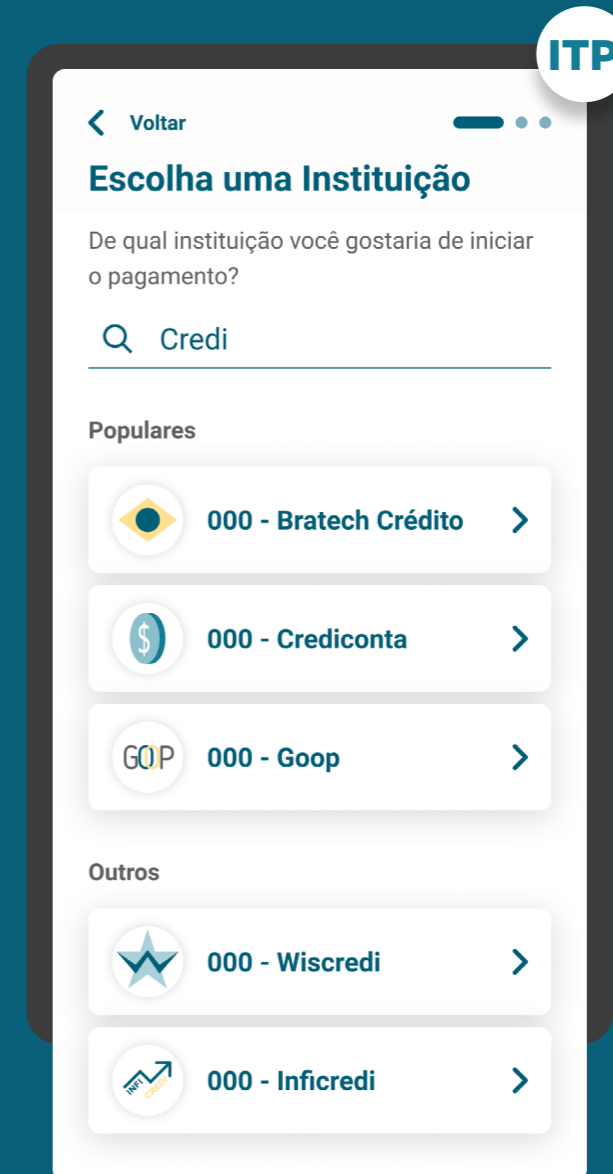 ITP
Voltar
Escolha uma Instituição
De qual instituição você gostaria de iniciar
o pagamento?
Credi
Populares
000 - Bratech Crédito
$
000 - Crediconta
GOOP
000 - Goop
Outros
000 - Wiscredi
INFI
CREDI
000 - Inficredi